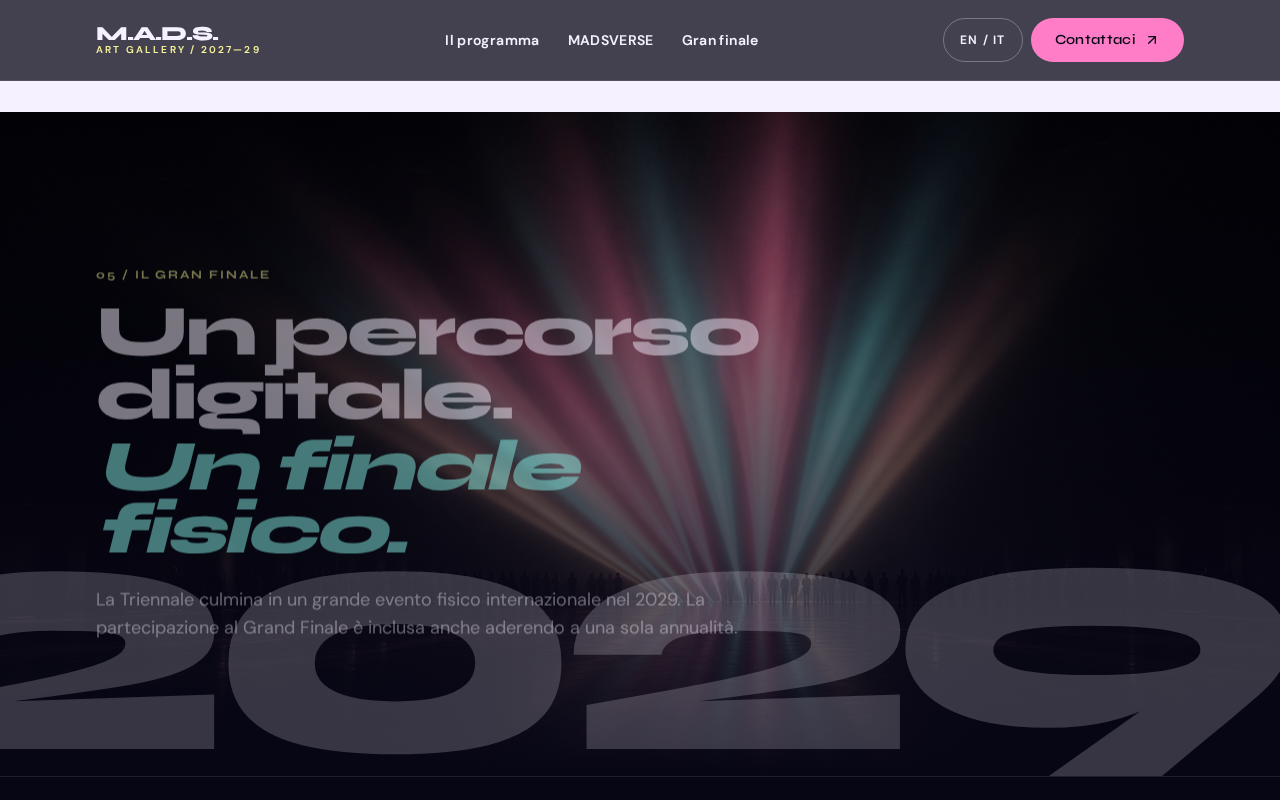 M.A.D.S.
ART GALLERY / 2027—29
Il programma
MADSVERSE
Gran finale
EN / IT
Contattaci
05 / IL GRAN FINALE
Un percorso
digitale.
Un finale
fisico.
La Triennale culmina in un grande evento fisico internazionale nel 2029. La
partecipazione al Grand Finale è inclusa anche aderendo a una sola annualità.
2029